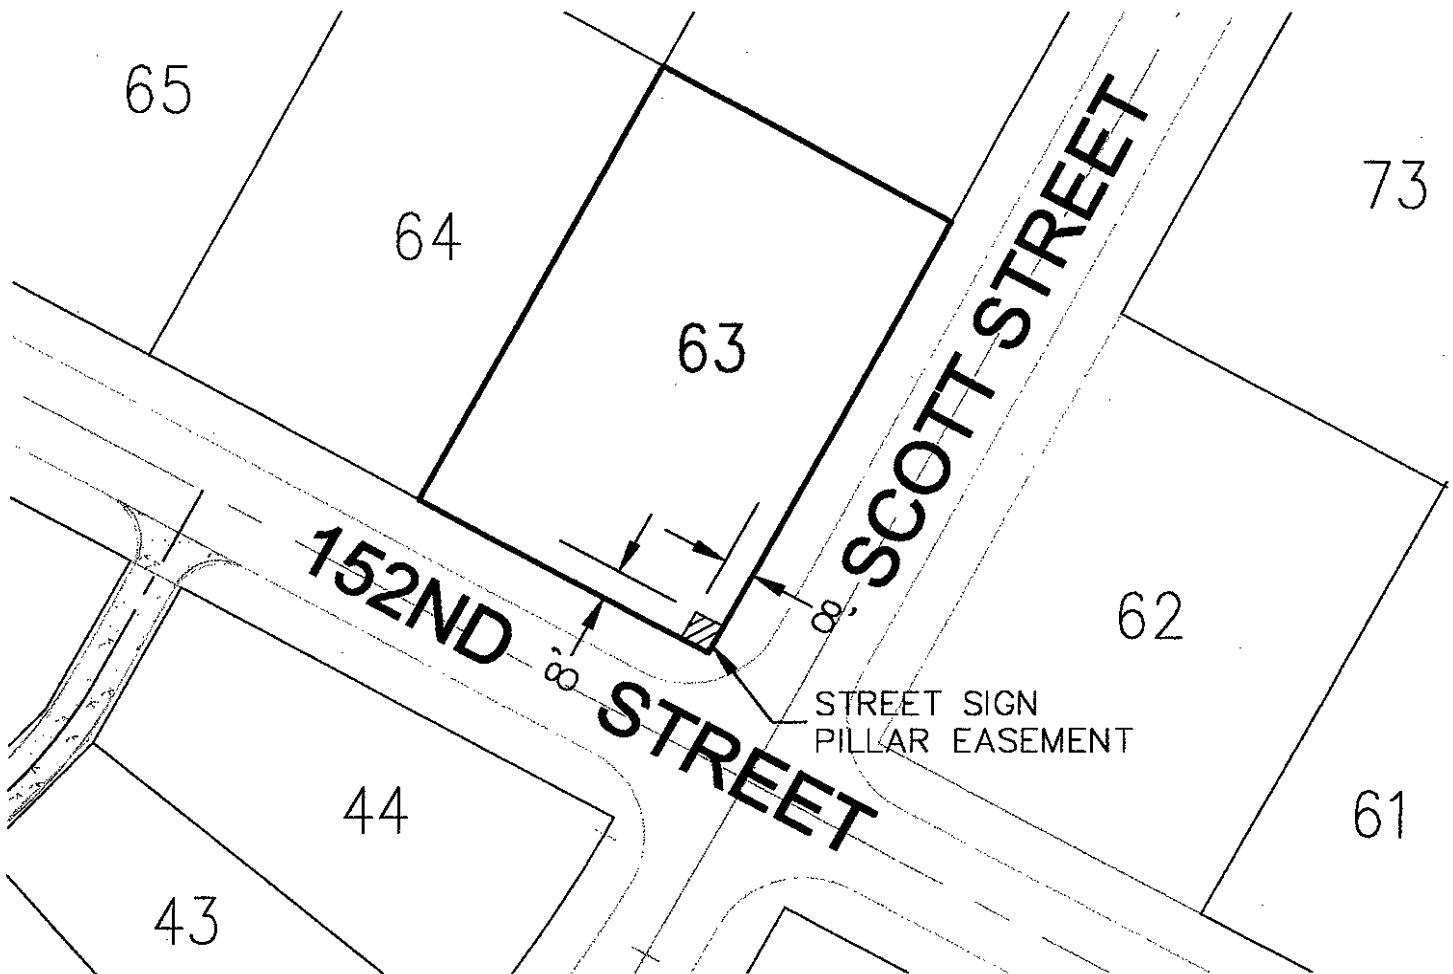 65
64
73
63
SCOTT STREET
152ND STREET
8'
8'
62
STREET SIGN
PILLAR EASEMENT
44
61
43